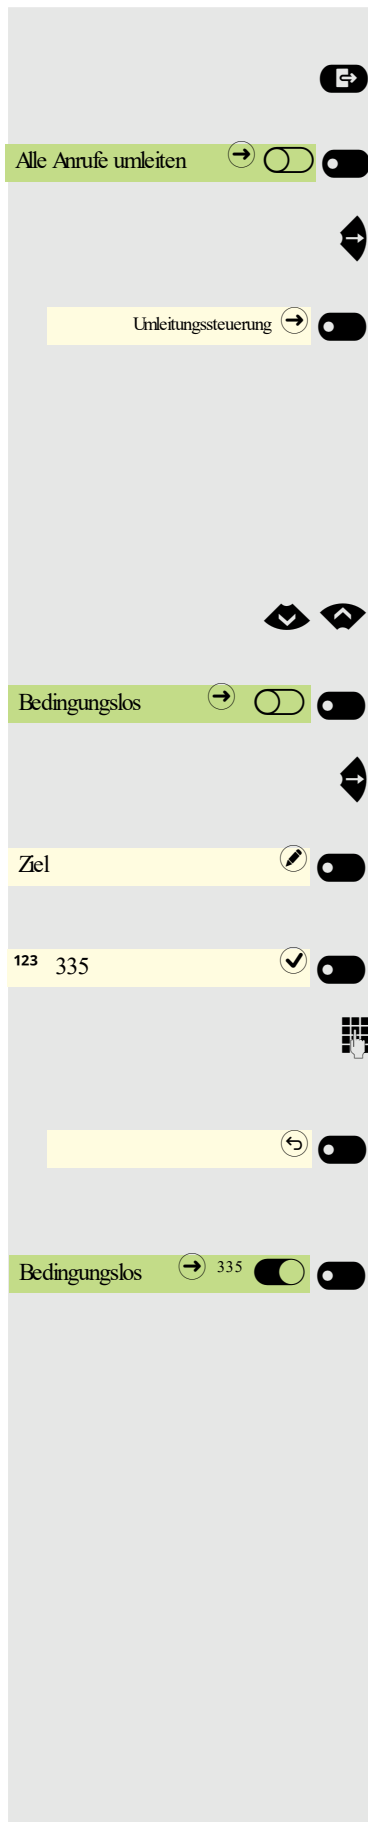 Alle Anrufe umleiten
Umleitungssteuerung
Bedingungslos
Ziel
123 335
Bedingungslos 335